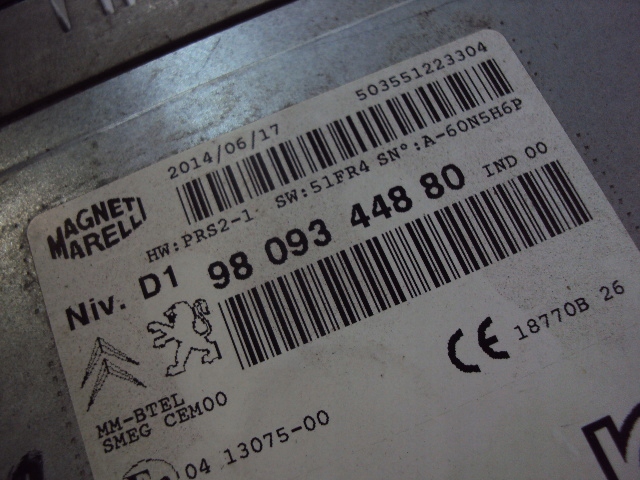 503551223304
2014/06/17
MAGNETI
MARELLI
HW:PRS2-1 SW:51FR4 SN°:A-60N5H6P
Niv. D1 98 093 448 80 IND 00
CE 18770B 26
MM-BTEL
SMEG CEM00
04 13075-00